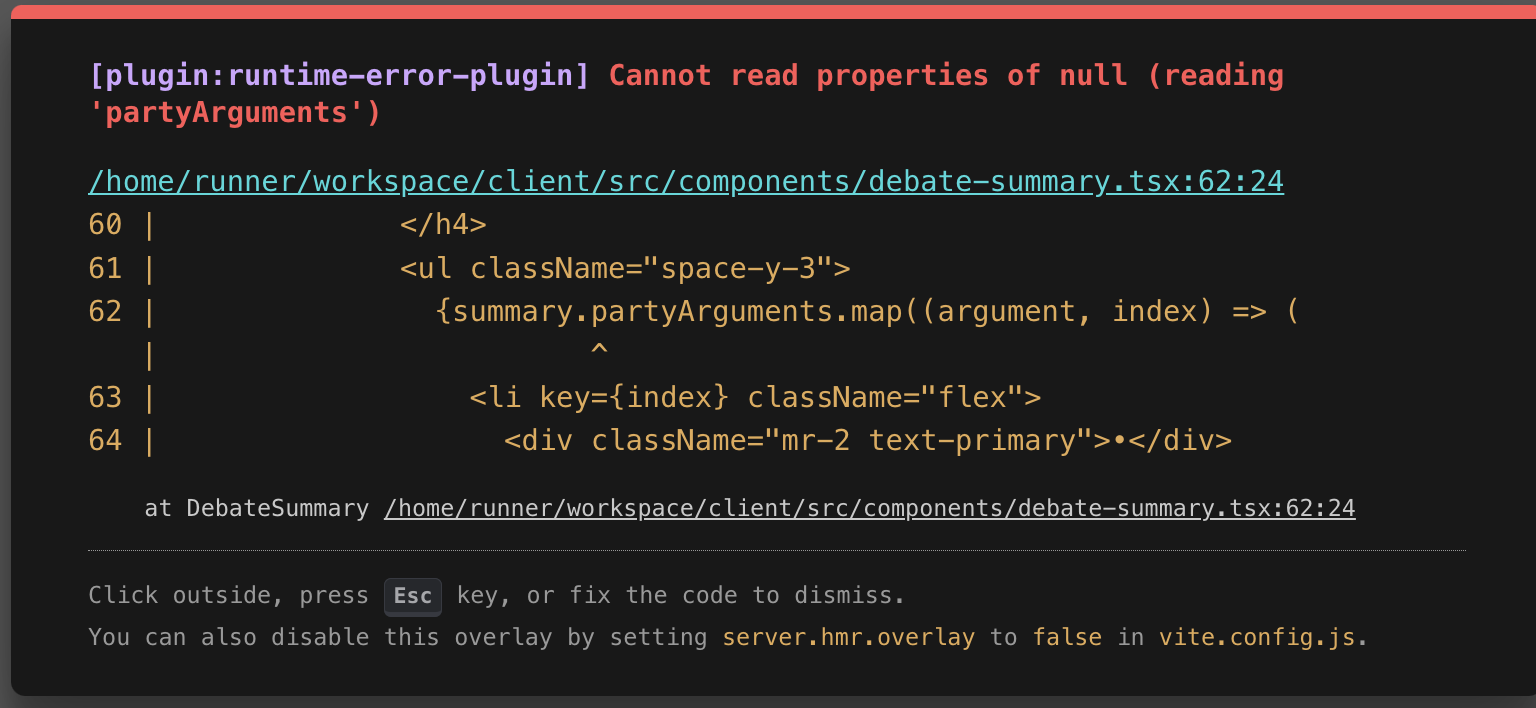 [plugin:runtime-error-plugin] Cannot read properties of null (reading
'partyArguments')
/home/runner/workspace/client/src/components/debate-summary.tsx:62:24
60 |              </h4>
61 |              <ul className="space-y-3">
62 |                {summary.partyArguments.map((argument, index) => (
   |                         ^
63 |                  <li key={index} className="flex">
64 |                    <div className="mr-2 text-primary">•</div>
at DebateSummary /home/runner/workspace/client/src/components/debate-summary.tsx:62:24
Click outside, press Esc key, or fix the code to dismiss.
You can also disable this overlay by setting server.hmr.overlay to false in vite.config.js.